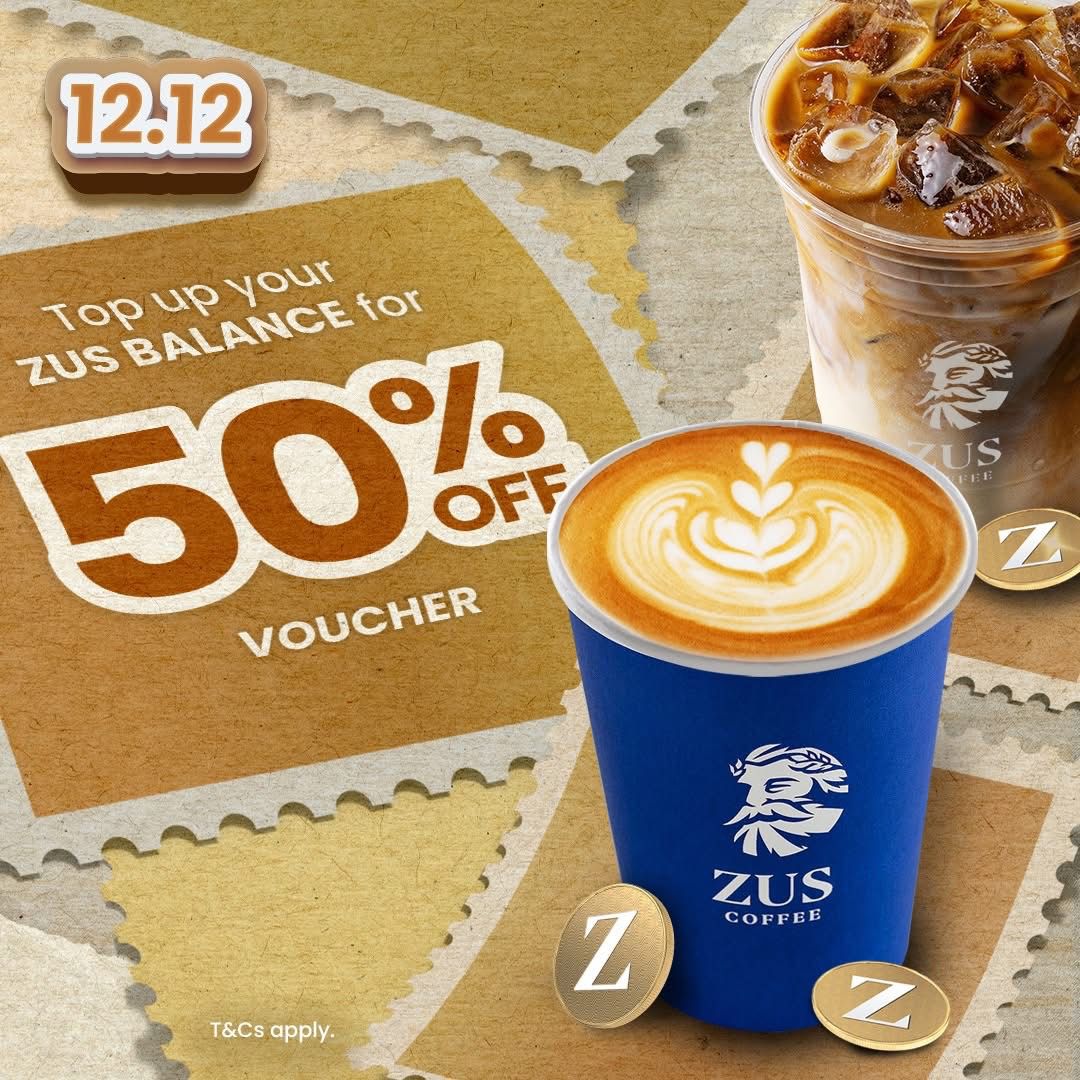 12.12
Top up your
ZUS BALANCE for
50%
OFF
VOUCHER
ZUS
COFFEE
Z
ZUS
COFFEE
Z
Z
T&Cs apply.